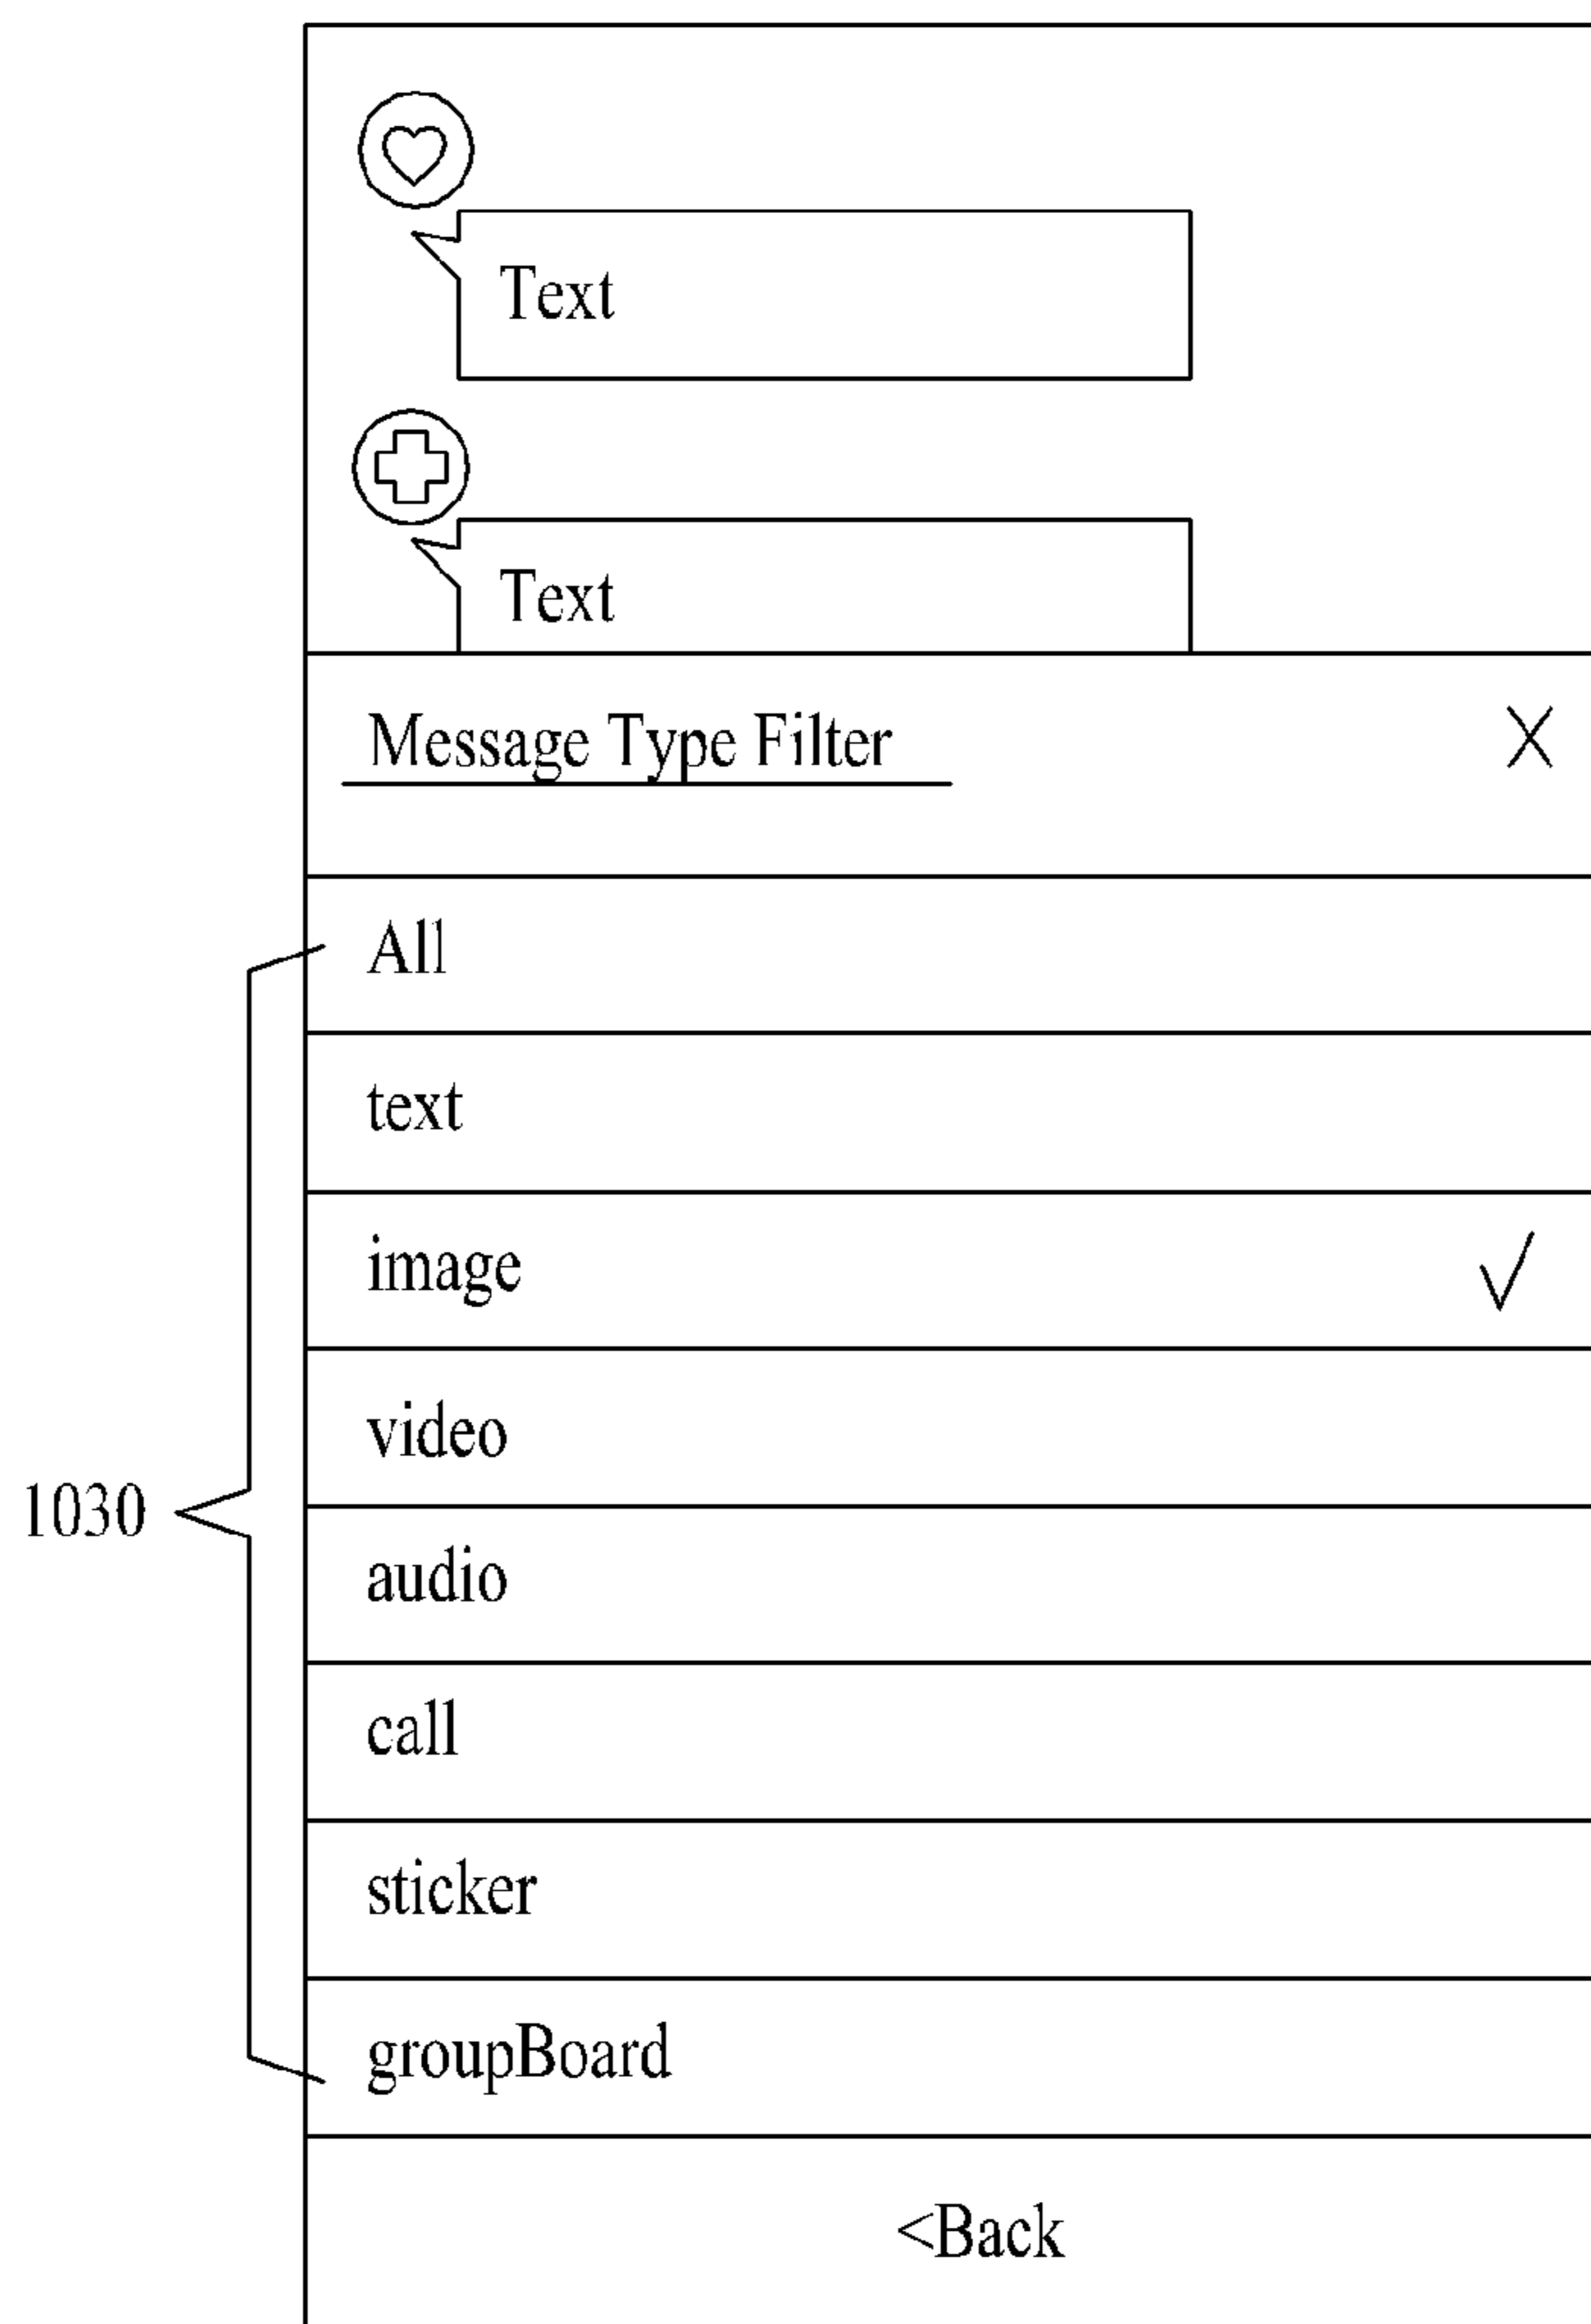 Text
Text
Message Type Filter X
All
text
image
video
1030
audio
call
sticker
groupBoard
<Back